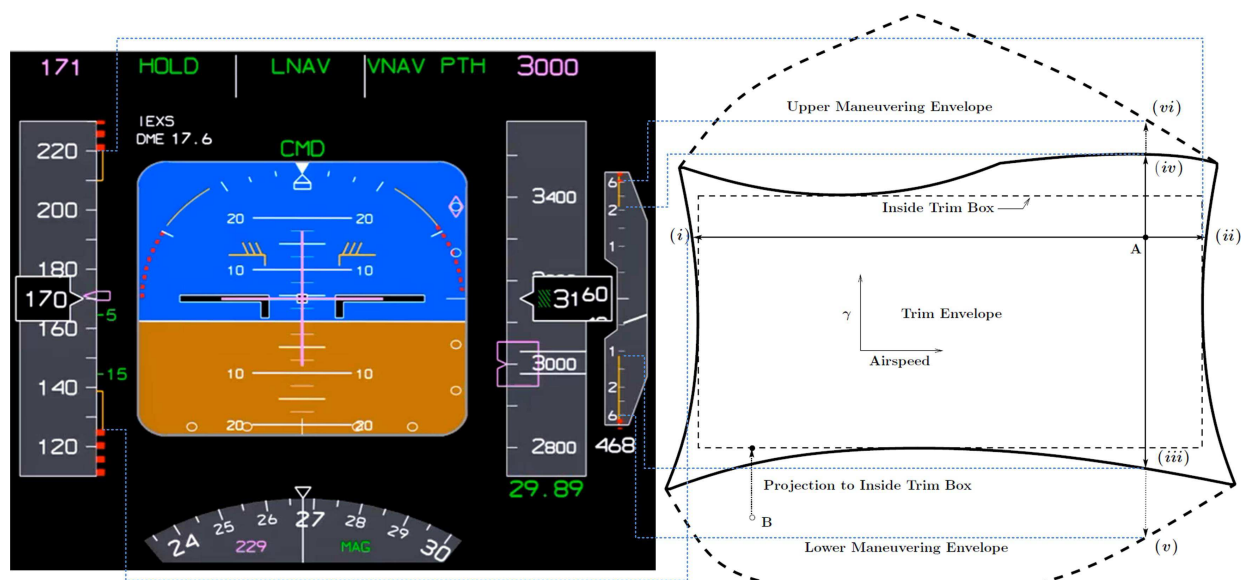 171 HOLD LNAV VNAV PTH 3000
IEXS
DME 17.6
CMD
220
200
180
170
160
140
120
-5
-15
20 20
10 10
10 10
20 20
3400
3160
3000
2800
29.89
6
2
1
1
2
6
468
24 25 26 27 28 29 30
229 MAG
Upper Maneuvering Envelope
(vi)
(iv)
Inside Trim Box
(i) (ii)
A
γ
Trim Envelope
Airspeed
(iii)
Projection to Inside Trim Box
B
Lower Maneuvering Envelope
(v)